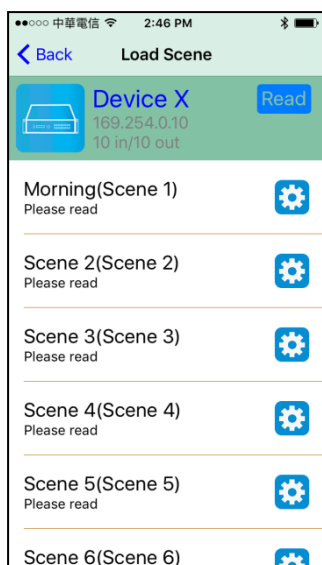 中華電信 2:46 PM
Back Load Scene
Device X Read
169.254.0.10
10 in/10 out
Morning(Scene 1)
Please read
Scene 2(Scene 2)
Please read
Scene 3(Scene 3)
Please read
Scene 4(Scene 4)
Please read
Scene 5(Scene 5)
Please read
Scene 6(Scene 6)